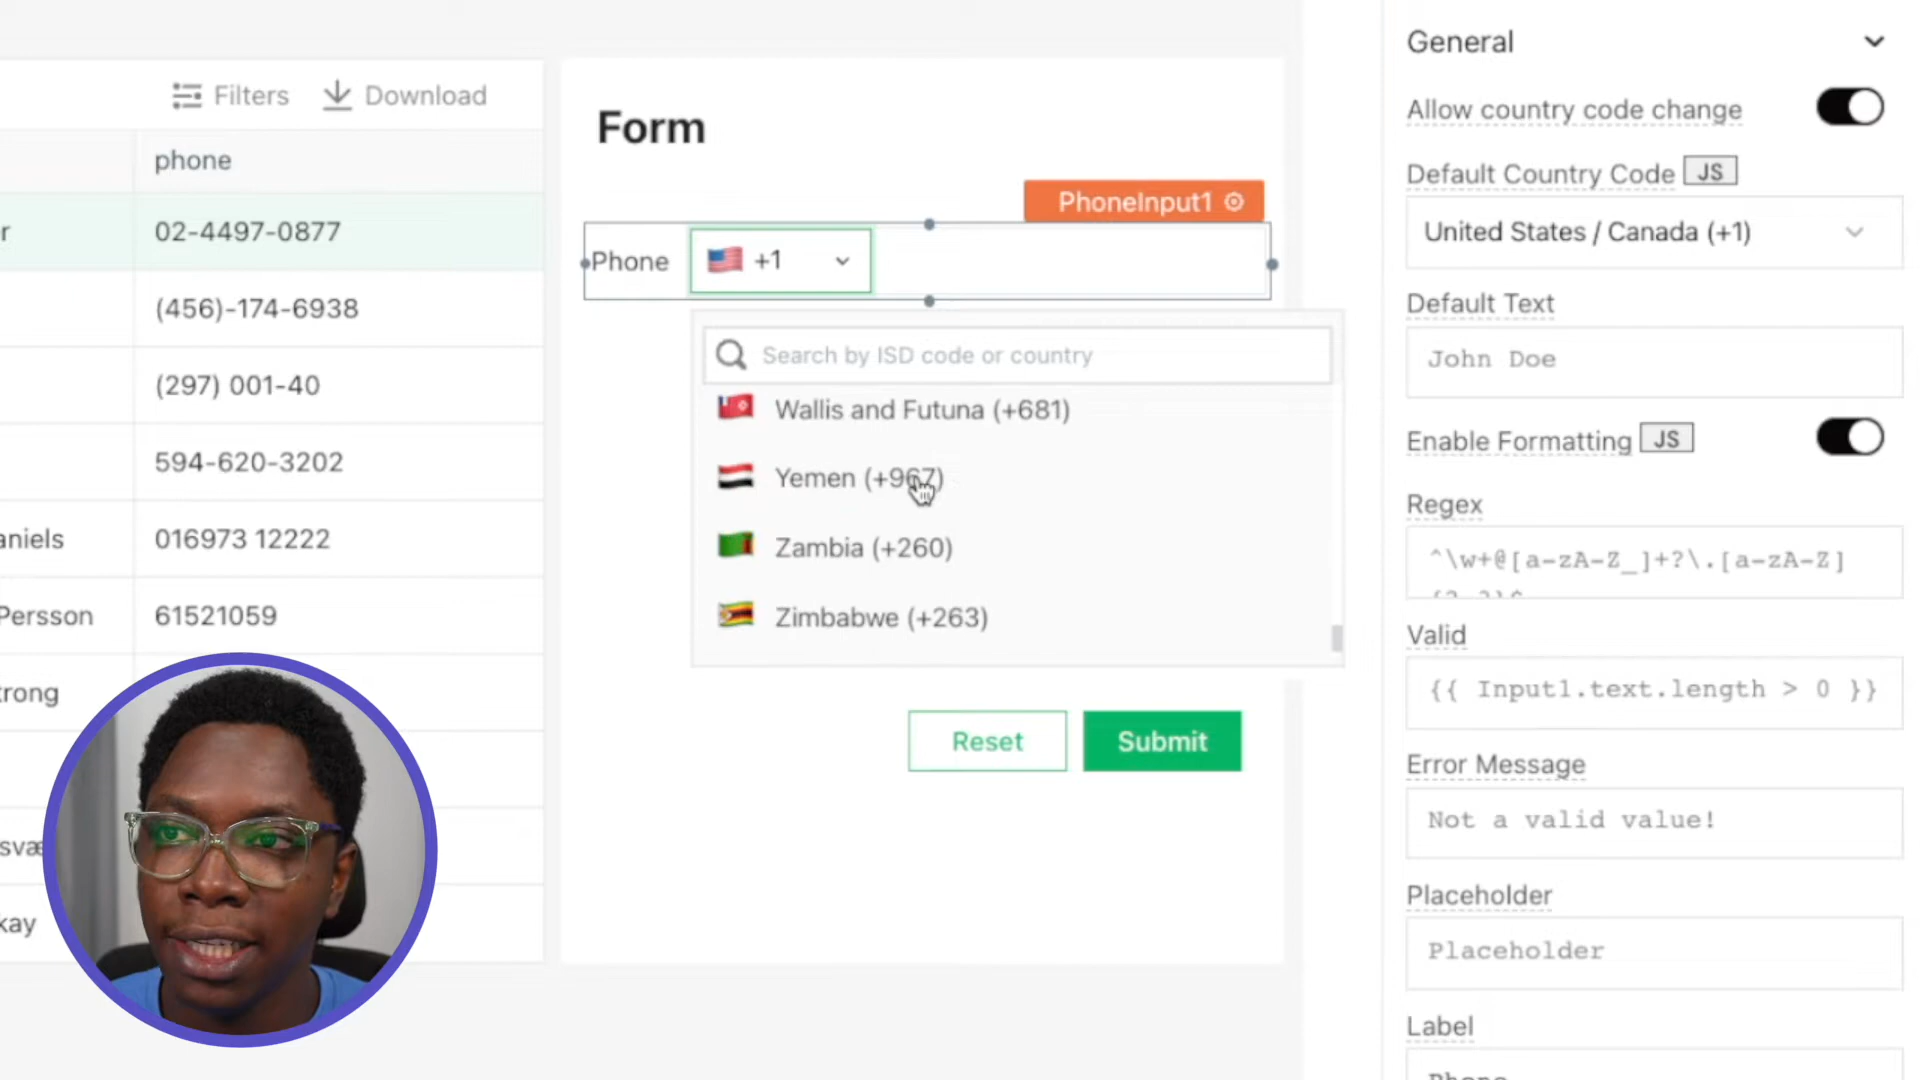 Filters
Download
phone
r
02-4497-0877
(456)-174-6938
(297) 001-40
594-620-3202
aniels
016973 12222
Persson
61521059
trong
svæ
kay
Form
PhoneInput1
Phone
+1
Search by ISD code or country
Wallis and Futuna (+681)
Yemen (+967)
Zambia (+260)
Zimbabwe (+263)
Reset
Submit
General
Allow country code change
Default Country Code JS
United States / Canada (+1)
Default Text
John Doe
Enable Formatting JS
Regex
^\w+@[a-zA-Z_]+?\.[a-zA-Z]
Valid
{{ Input1.text.length > 0 }}
Error Message
Not a valid value!
Placeholder
Placeholder
Label
Phone